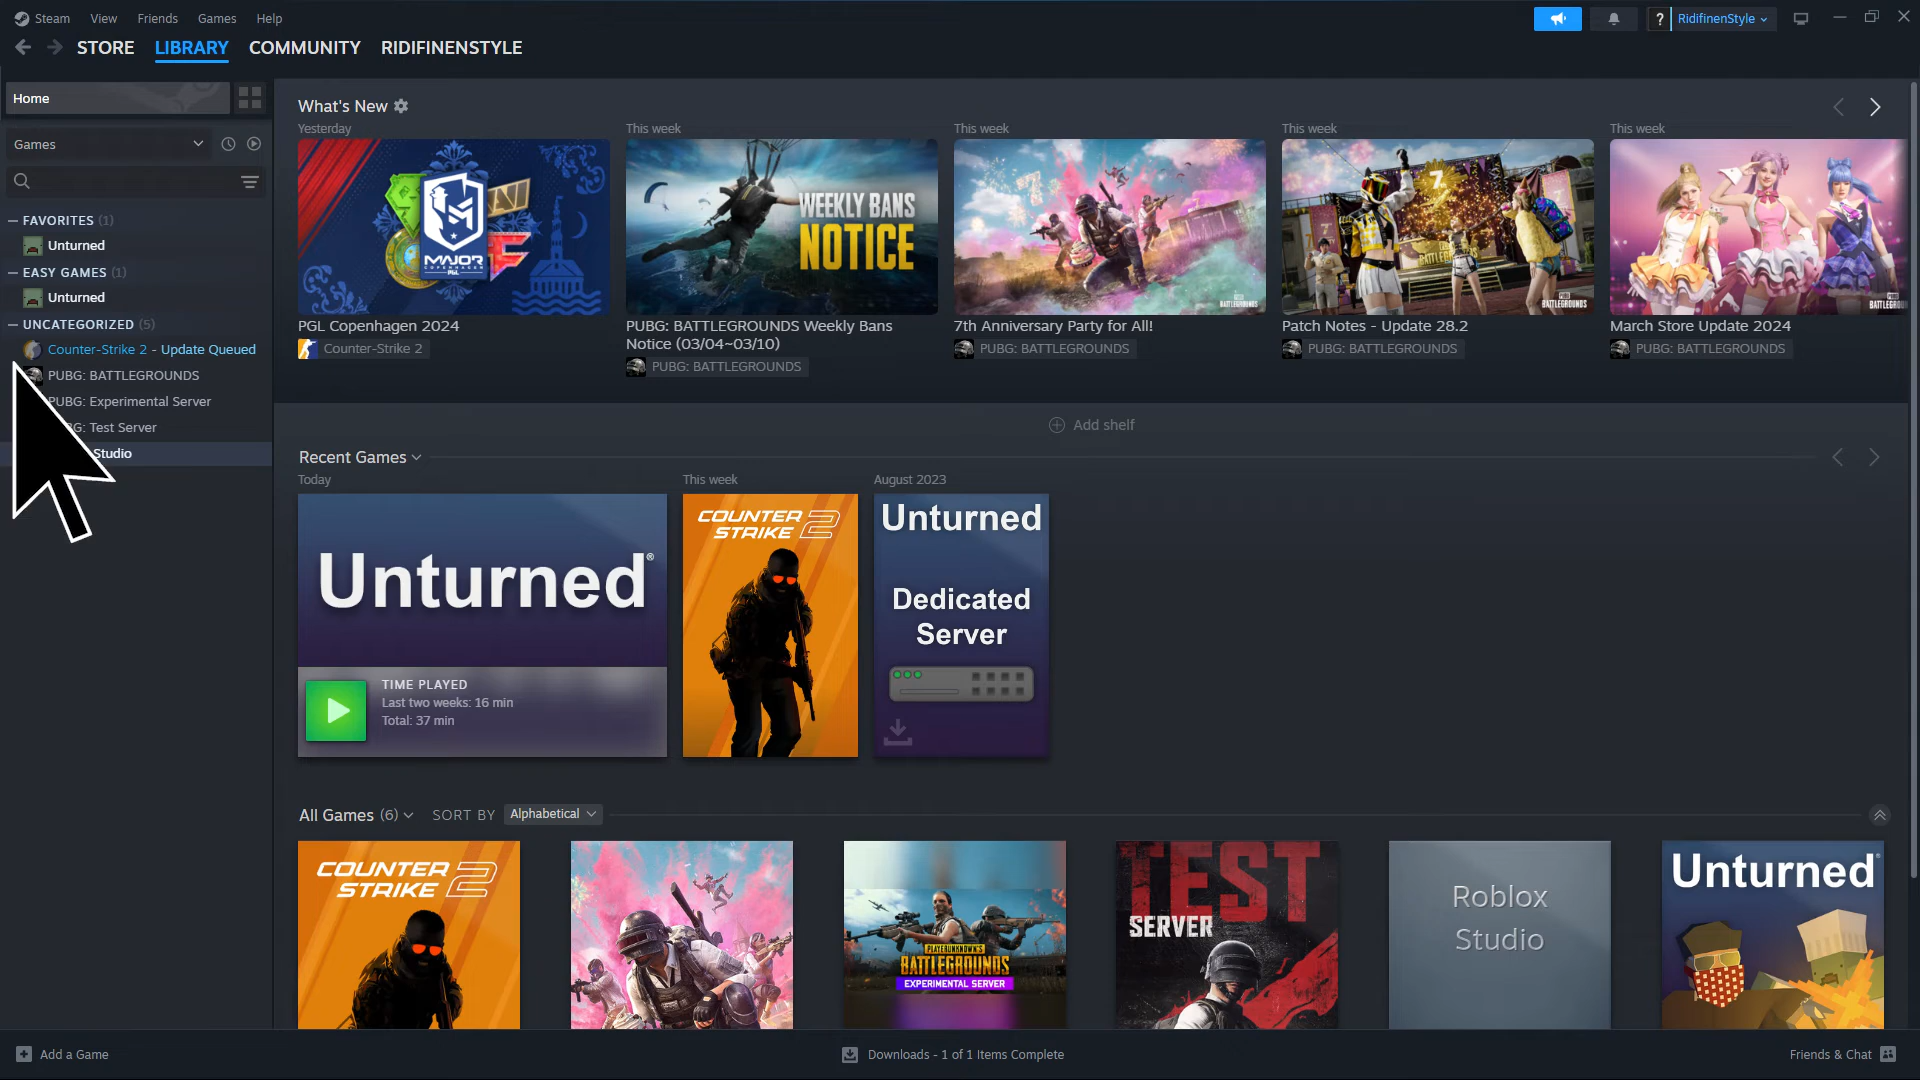 Steam View Friends Games Help
? RidifinenStyle
STORE LIBRARY COMMUNITY RIDIFINENSTYLE
Home
Games
FAVORITES (1)
Unturned
EASY GAMES (1)
Unturned
UNCATEGORIZED (5)
Counter-Strike 2 - Update Queued
PUBG: BATTLEGROUNDS
PUBG: Experimental Server
Test Server
Studio
What's New
Yesterday
MAJOR
COPENHAGEN
PGL
PGL Copenhagen 2024
Counter-Strike 2
This week
WEEKLY BANS
NOTICE
PUBG: BATTLEGROUNDS Weekly Bans
Notice (03/04~03/10)
PUBG: BATTLEGROUNDS
This week
BATTLEGROUNDS
7th Anniversary Party for All!
PUBG: BATTLEGROUNDS
This week
7
BATTLEGROUNDS
Patch Notes - Update 28.2
PUBG: BATTLEGROUNDS
This week
March Store Update 2024
PUBG: BATTLEGROUNDS
Add shelf
Recent Games
Today
Unturned®
TIME PLAYED
Last two weeks: 16 min
Total: 37 min
This week
COUNTER
STRIKE 2
August 2023
Unturned
Dedicated
Server
All Games (6) SORT BY Alphabetical
COUNTER
STRIKE 2
PLAYERUNKNOWN'S
BATTLEGROUNDS
EXPERIMENTAL SERVER
TEST
SERVER
Roblox
Studio
Unturned
Add a Game
Downloads - 1 of 1 Items Complete
Friends & Chat